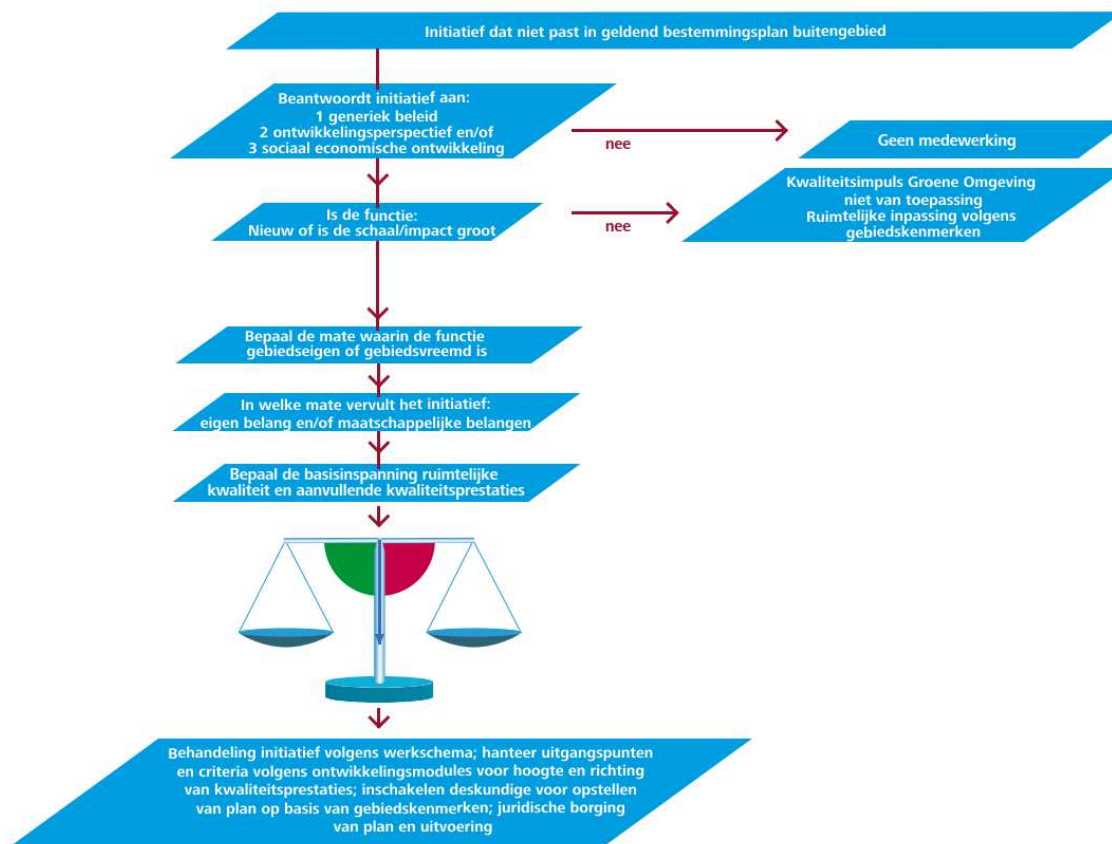 Initiatief dat niet past in geldend bestemmingsplan buitengebied
Beantwoordt initiatief aan:
1 generiek beleid
2 ontwikkelingsperspectief en/of
3 sociaal economische ontwikkeling
nee
Geen medewerking
Is de functie:
Nieuw of is de schaal/impact groot
nee
Kwaliteitsimpuls Groene Omgeving
niet van toepassing
Ruimtelijke inpassing volgens
gebiedskenmerken
Bepaal de mate waarin de functie
gebiedseigen of gebiedsvreemd is
In welke mate vervult het initiatief:
eigen belang en/of maatschappelijke belangen
Bepaal de basisinspanning ruimtelijke
kwaliteit en aanvullende kwaliteitsprestaties
Behandeling initiatief volgens werkschema; hanteer uitgangspunten
en criteria volgens ontwikkelingsmodules voor hoogte en richting
van kwaliteitsprestaties; inschakelen deskundige voor opstellen
van plan op basis van gebiedskenmerken; juridische borging
van plan en uitvoering